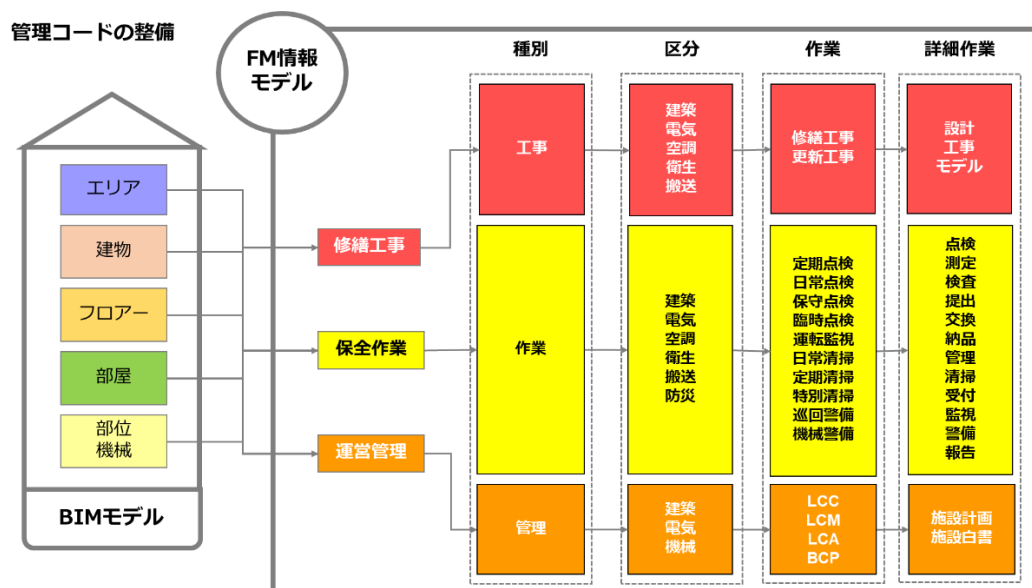 管理コードの整備
FM情報
モデル
種別
区分
作業
詳細作業
エリア
建物
フロアー
部屋
部位
機械
BIMモデル
修繕工事
保全作業
運営管理
工事
建築
電気
空調
衛生
搬送
修繕工事
更新工事
設計
工事
モデル
作業
建築
電気
空調
衛生
搬送
防災
定期点検
日常点検
保守点検
臨時点検
運転監視
日常清掃
定期清掃
特別清掃
巡回警備
機械警備
点検
測定
検査
提出
交換
納品
管理
清掃
受付
監視
警備
報告
管理
建築
電気
機械
LCC
LCM
LCA
BCP
施設計画
施設白書